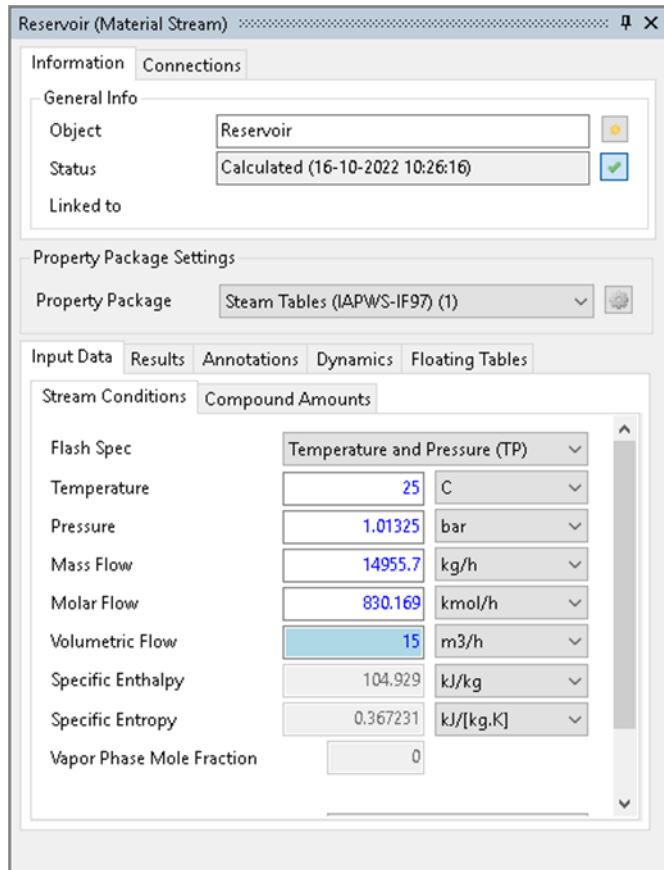 Reservoir (Material Stream)
Information Connections
General Info
Object Reservoir
Status Calculated (16-10-2022 10:26:16)
Linked to
Property Package Settings
Property Package Steam Tables (IAPWS-IF97) (1)
Input Data Results Annotations Dynamics Floating Tables
Stream Conditions Compound Amounts
Flash Spec Temperature and Pressure (TP)
Temperature 25 C
Pressure 1.01325 bar
Mass Flow 14955.7 kg/h
Molar Flow 830.169 kmol/h
Volumetric Flow 15 m3/h
Specific Enthalpy 104.929 kJ/kg
Specific Entropy 0.367231 kJ/[kg.K]
Vapor Phase Mole Fraction 0